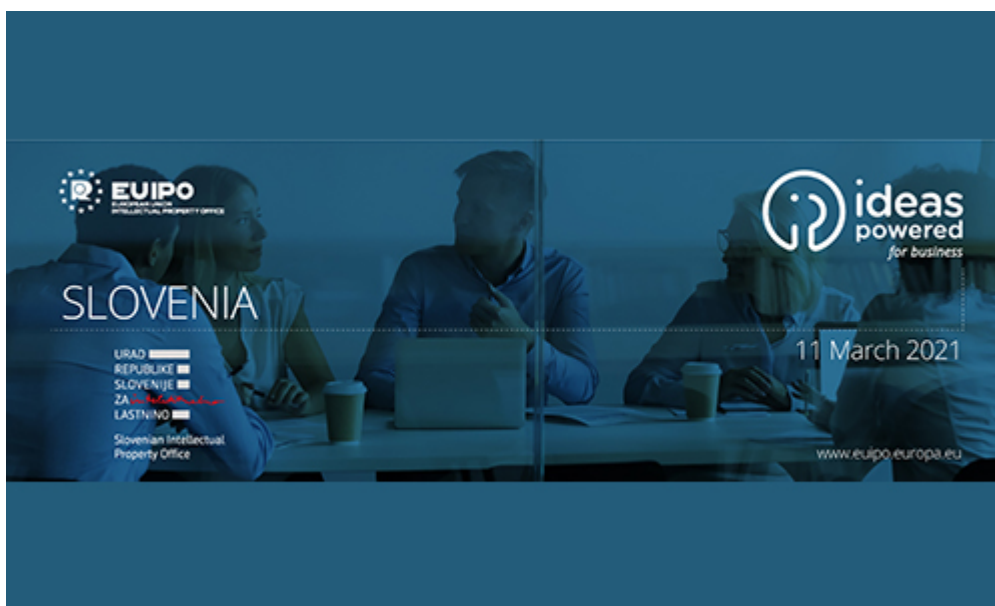 EUIPO
EUROPEAN UNION
INTELLECTUAL PROPERTY OFFICE
ideas
powered
for business
SLOVENIA
11 March 2021
URAD
REPUBLIKE
SLOVENIJE
ZA
LASTNINO
Slovenian Intellectual
Property Office
www.euipo.europa.eu